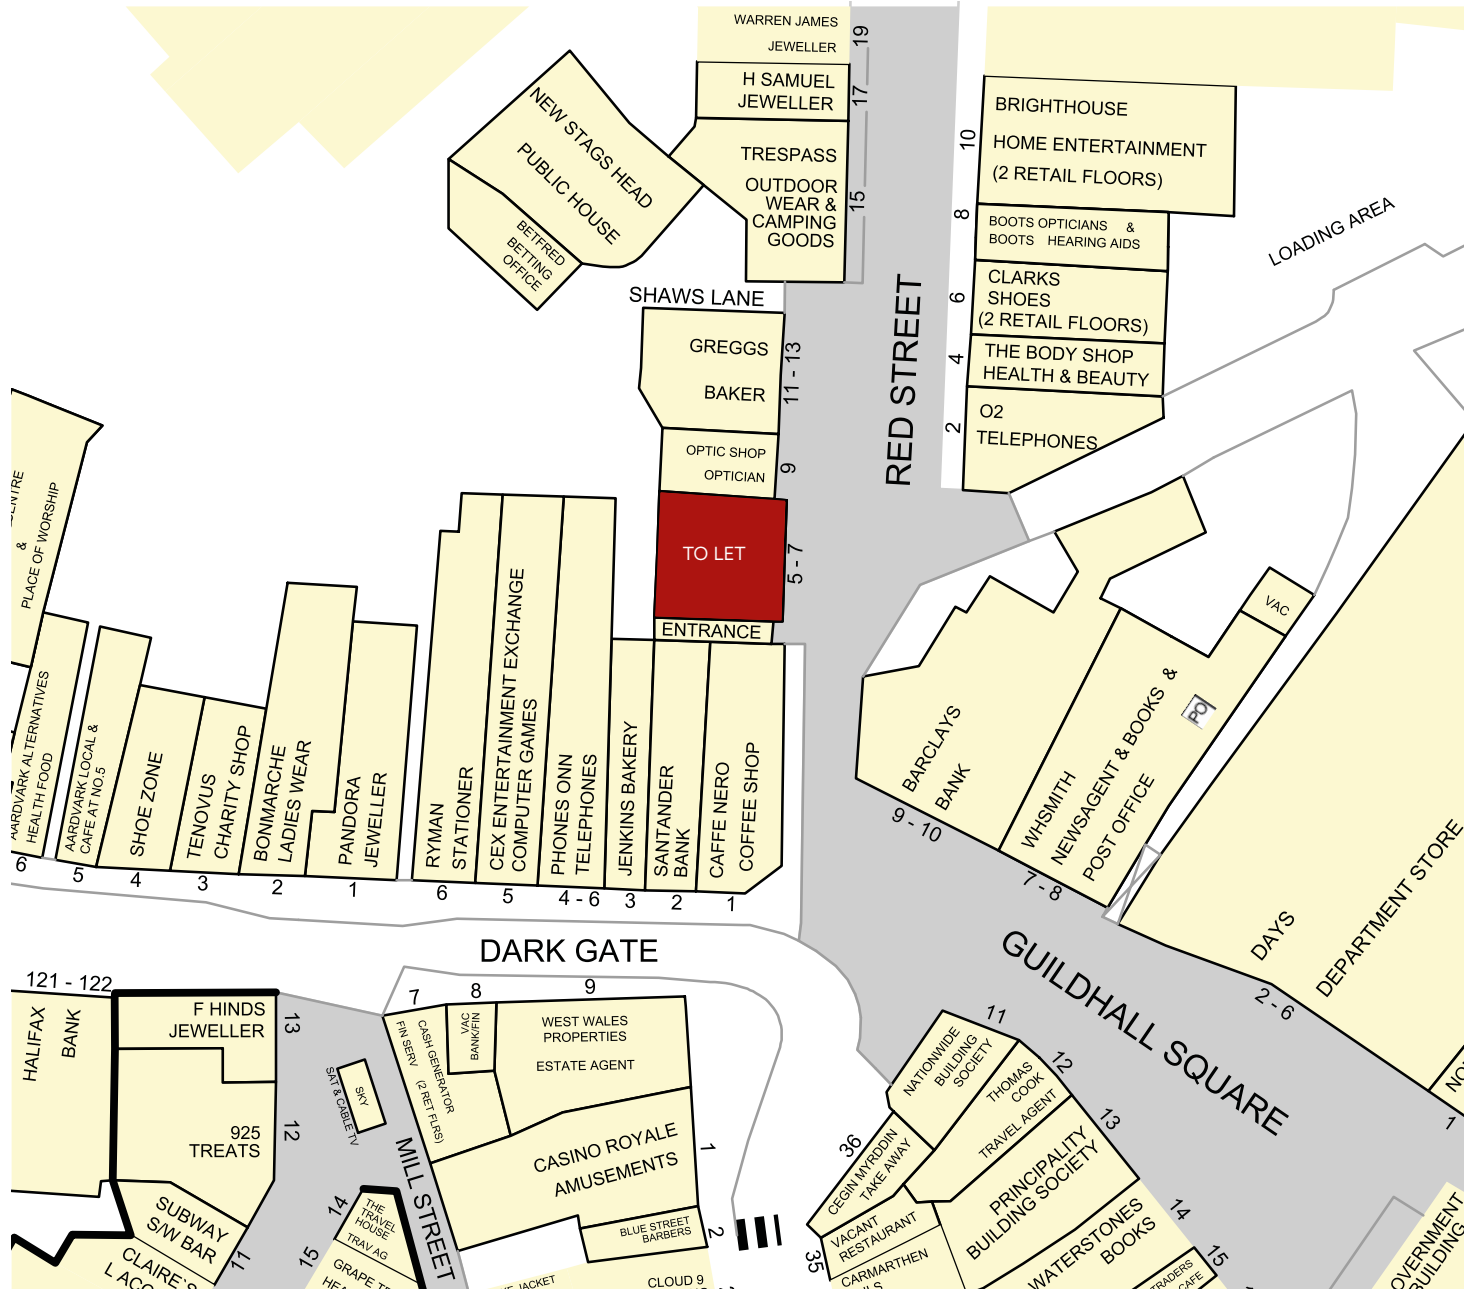 WARREN JAMES
JEWELLER
19
H SAMUEL
JEWELLER
17
TRESPASS
OUTDOOR
WEAR &
CAMPING
GOODS
15
NEW STAGS HEAD
PUBLIC HOUSE
BETFRED
BETTING
OFFICE
SHAWS LANE
GREGGS
BAKER
11 - 13
OPTIC SHOP
OPTICIAN
9
TO LET
5 - 7
ENTRANCE
RED STREET
BRIGHTHOUSE
HOME ENTERTAINMENT
(2 RETAIL FLOORS)
10
BOOTS OPTICIANS &
BOOTS HEARING AIDS
8
CLARKS
SHOES
(2 RETAIL FLOORS)
6
THE BODY SHOP
HEALTH & BEAUTY
4
O2
TELEPHONES
2
LOADING AREA
&
PLACE OF WORSHIP
AARDVARK ALTERNATIVES
HEALTH FOOD
6
AARDVARK LOCAL &
CAFE AT NO.5
5
SHOE ZONE
4
TENOVUS
CHARITY SHOP
3
BONMARCHE
LADIES WEAR
2
PANDORA
JEWELLER
1
RYMAN
STATIONER
6
CEX ENTERTAINMENT EXCHANGE
COMPUTER GAMES
5
PHONES ONN
TELEPHONES
4 - 6
JENKINS BAKERY
3
SANTANDER
BANK
2
CAFFE NERO
COFFEE SHOP
1
BARCLAYS
BANK
9 - 10
WHSMITH
NEWSAGENT & BOOKS &
POST OFFICE
PO
7 - 8
VAC
DAYS
DEPARTMENT STORE
2 - 6
1
DARK GATE
GUILDHALL SQUARE
121 - 122
HALIFAX
BANK
F HINDS
JEWELLER
13
925
TREATS
12
SUBWAY
S/W BAR
11
SKY
SAT & CABLE TV
MILL STREET
14
THE
TRAVEL
HOUSE
TRAV AG
15
7
CASH GENERATOR
FIN SERV (2 RET FLRS)
8
VAC
BANK/FIN
9
WEST WALES
PROPERTIES
ESTATE AGENT
CASINO ROYALE
AMUSEMENTS
1
BLUE STREET
BARBERS
2
JACKET
CLOUD 9
11
NATIONWIDE
BUILDING
SOCIETY
12
THOMAS
COOK
TRAVEL AGENT
13
PRINCIPALITY
BUILDING SOCIETY
36
CEGIN MYRDDIN
TAKE AWAY
VACANT
RESTAURANT
35
CARMARTHEN
14
WATERSTONES
BOOKS
15
TRADERS
CAFE